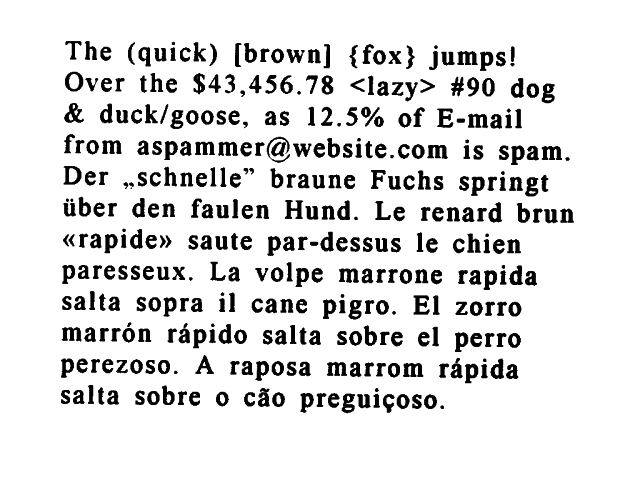 The (quick) [brown] {fox} jumps!
Over the $43,456.78 <lazy> #90 dog
& duck/goose, as 12.5% of E-mail
from aspammer@website.com is spam.
Der „schnelle” braune Fuchs springt
über den faulen Hund. Le renard brun
«rapide» saute par-dessus le chien
paresseux. La volpe marrone rapida
salta sopra il cane pigro. El zorro
marrón rápido salta sobre el perro
perezoso. A raposa marrom rápida
salta sobre o cão preguiçoso.